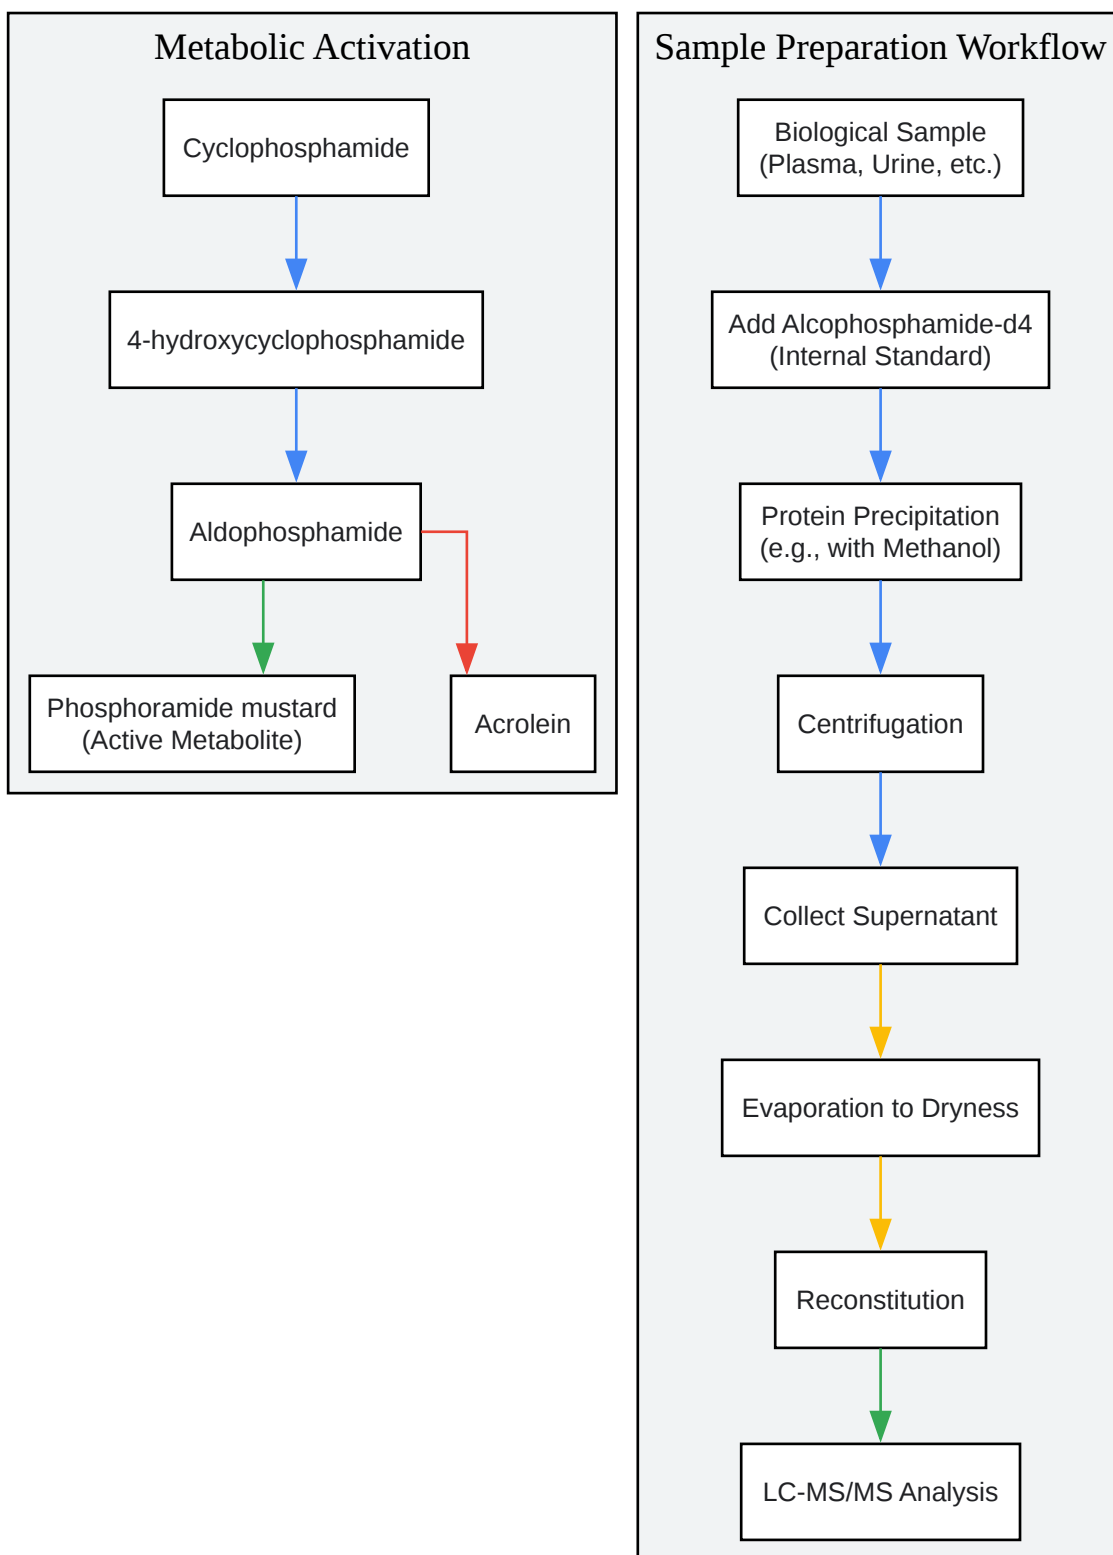 Metabolic Activation
Cyclophosphamide
4-hydroxycyclophosphamide
Aldophosphamide
Phosphoramide mustard
(Active Metabolite)
Acrolein
Sample Preparation Workflow
Biological Sample
(Plasma, Urine, etc.)
Add Alcophosphamide-d4
(Internal Standard)
Protein Precipitation
(e.g., with Methanol)
Centrifugation
Collect Supernatant
Evaporation to Dryness
Reconstitution
LC-MS/MS Analysis